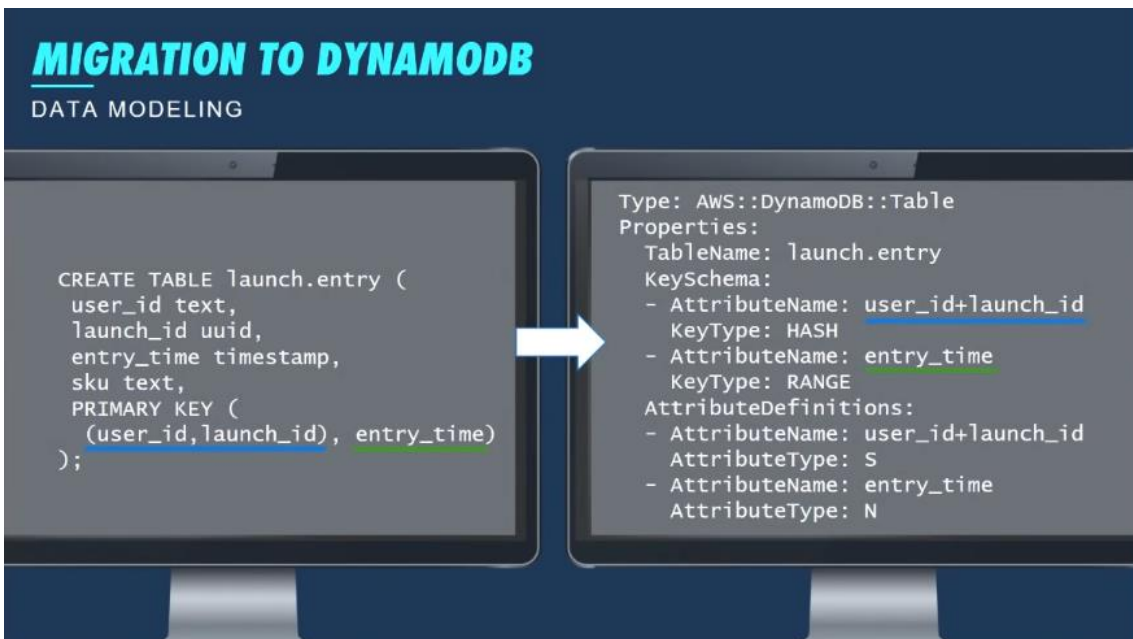 MIGRATION TO DYNAMODB
DATA MODELING
CREATE TABLE launch.entry (
user_id text,
launch_id uuid,
entry_time timestamp,
sku text,
PRIMARY KEY (
(user_id,launch_id), entry_time)
);
Type: AWS::DynamoDB::Table
Properties:
TableName: launch.entry
KeySchema:
- AttributeName: user_id+launch_id
KeyType: HASH
- AttributeName: entry_time
KeyType: RANGE
AttributeDefinitions:
- AttributeName: user_id+launch_id
AttributeType: S
- AttributeName: entry_time
AttributeType: N